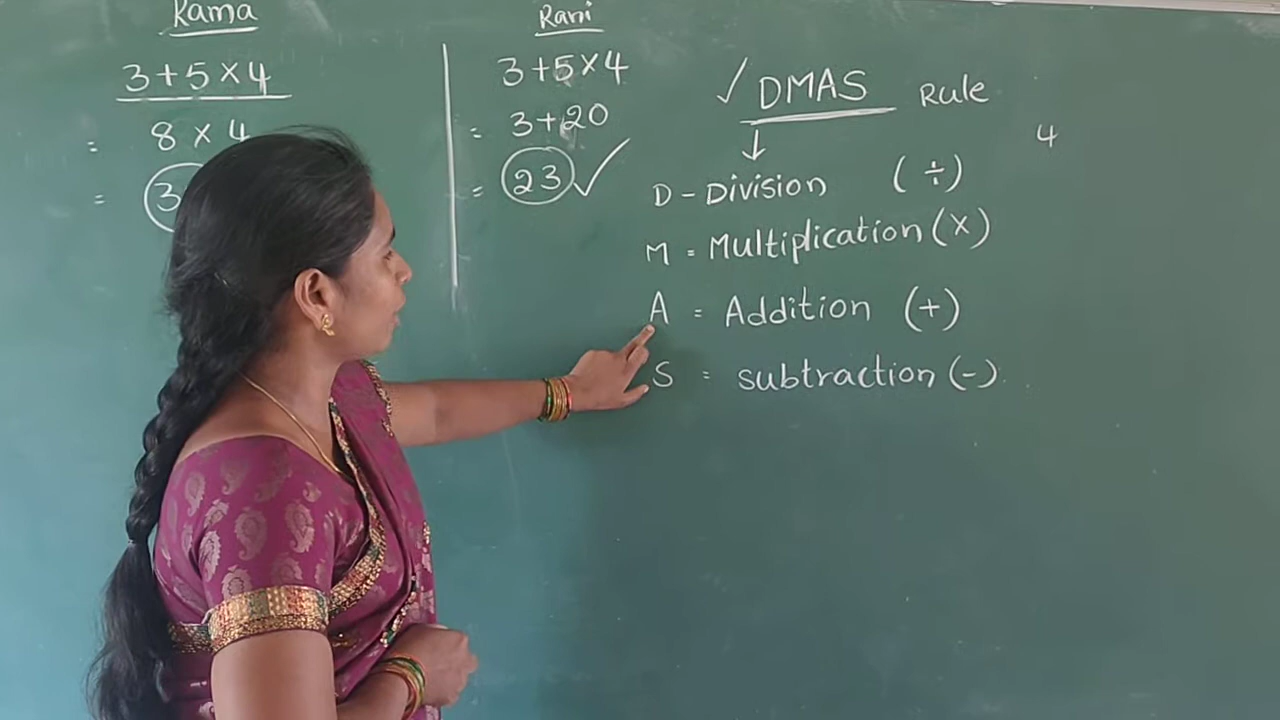 Rama
3+5×4
= 8 × 4
= 3
Rani
3+5×4
= 3+20
= 23 ✓
✓ DMAS Rule
↓
4
D - Division (÷)
M = Multiplication (×)
A = Addition (+)
S = subtraction (-)